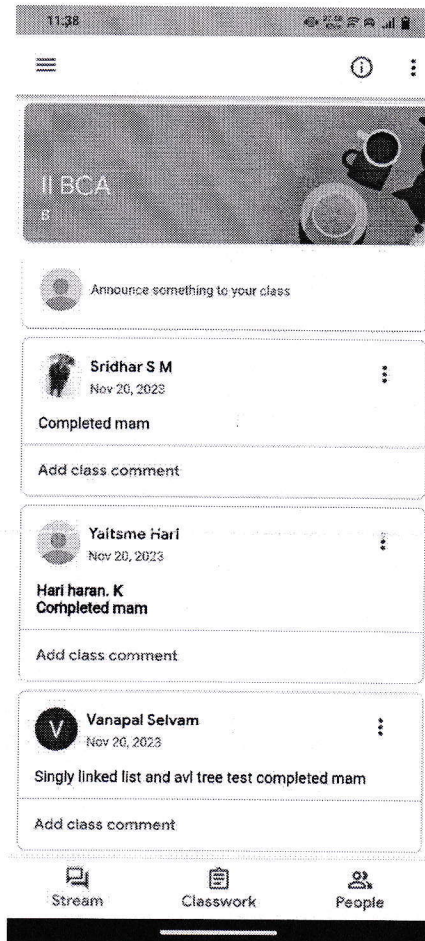 11.38
II BCA
B
Announce something to your class
Sridhar S M
Nov 20, 2023
Completed mam
Add class comment
Yaitsme Hari
Nov 20, 2023
Hari haran. K
Completed mam
Add class comment
V
Vanapal Selvam
Nov 20, 2023
Singly linked list and avl tree test completed mam
Add class comment
Stream
Classwork
People